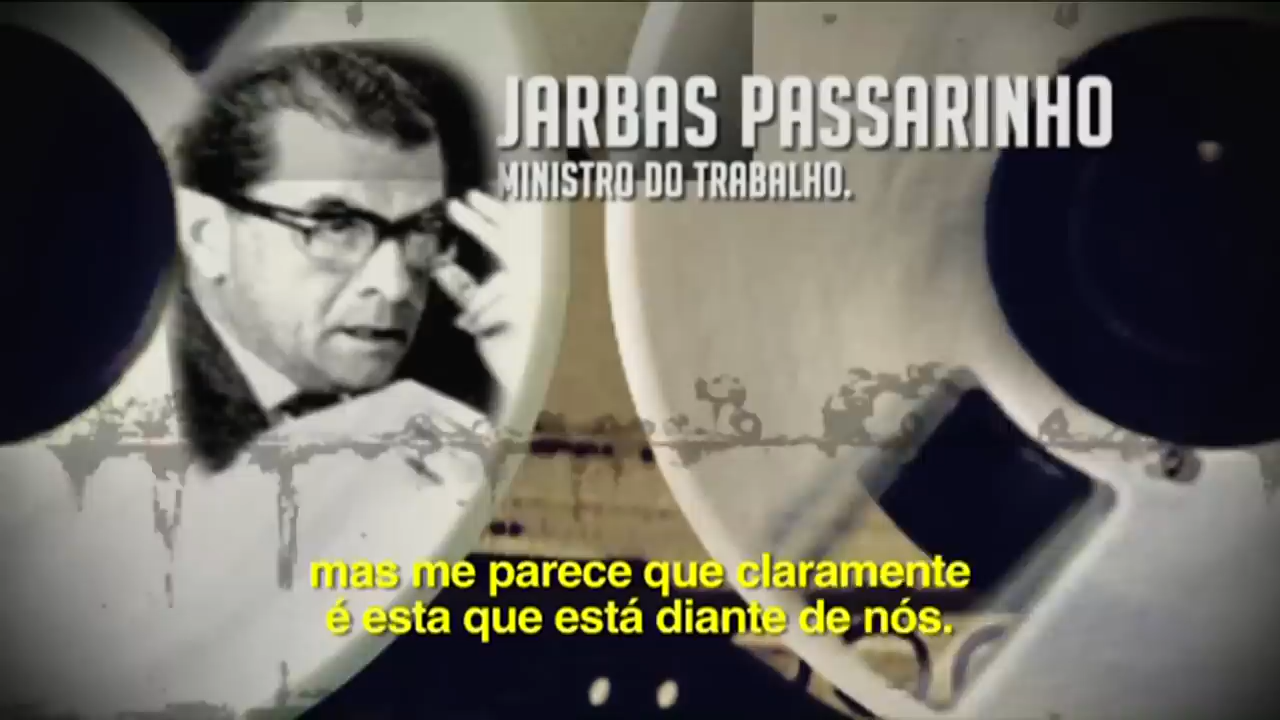 JARBAS PASSARINHO
MINISTRO DO TRABALHO.
mas me parece que claramente
é esta que está diante de nós.